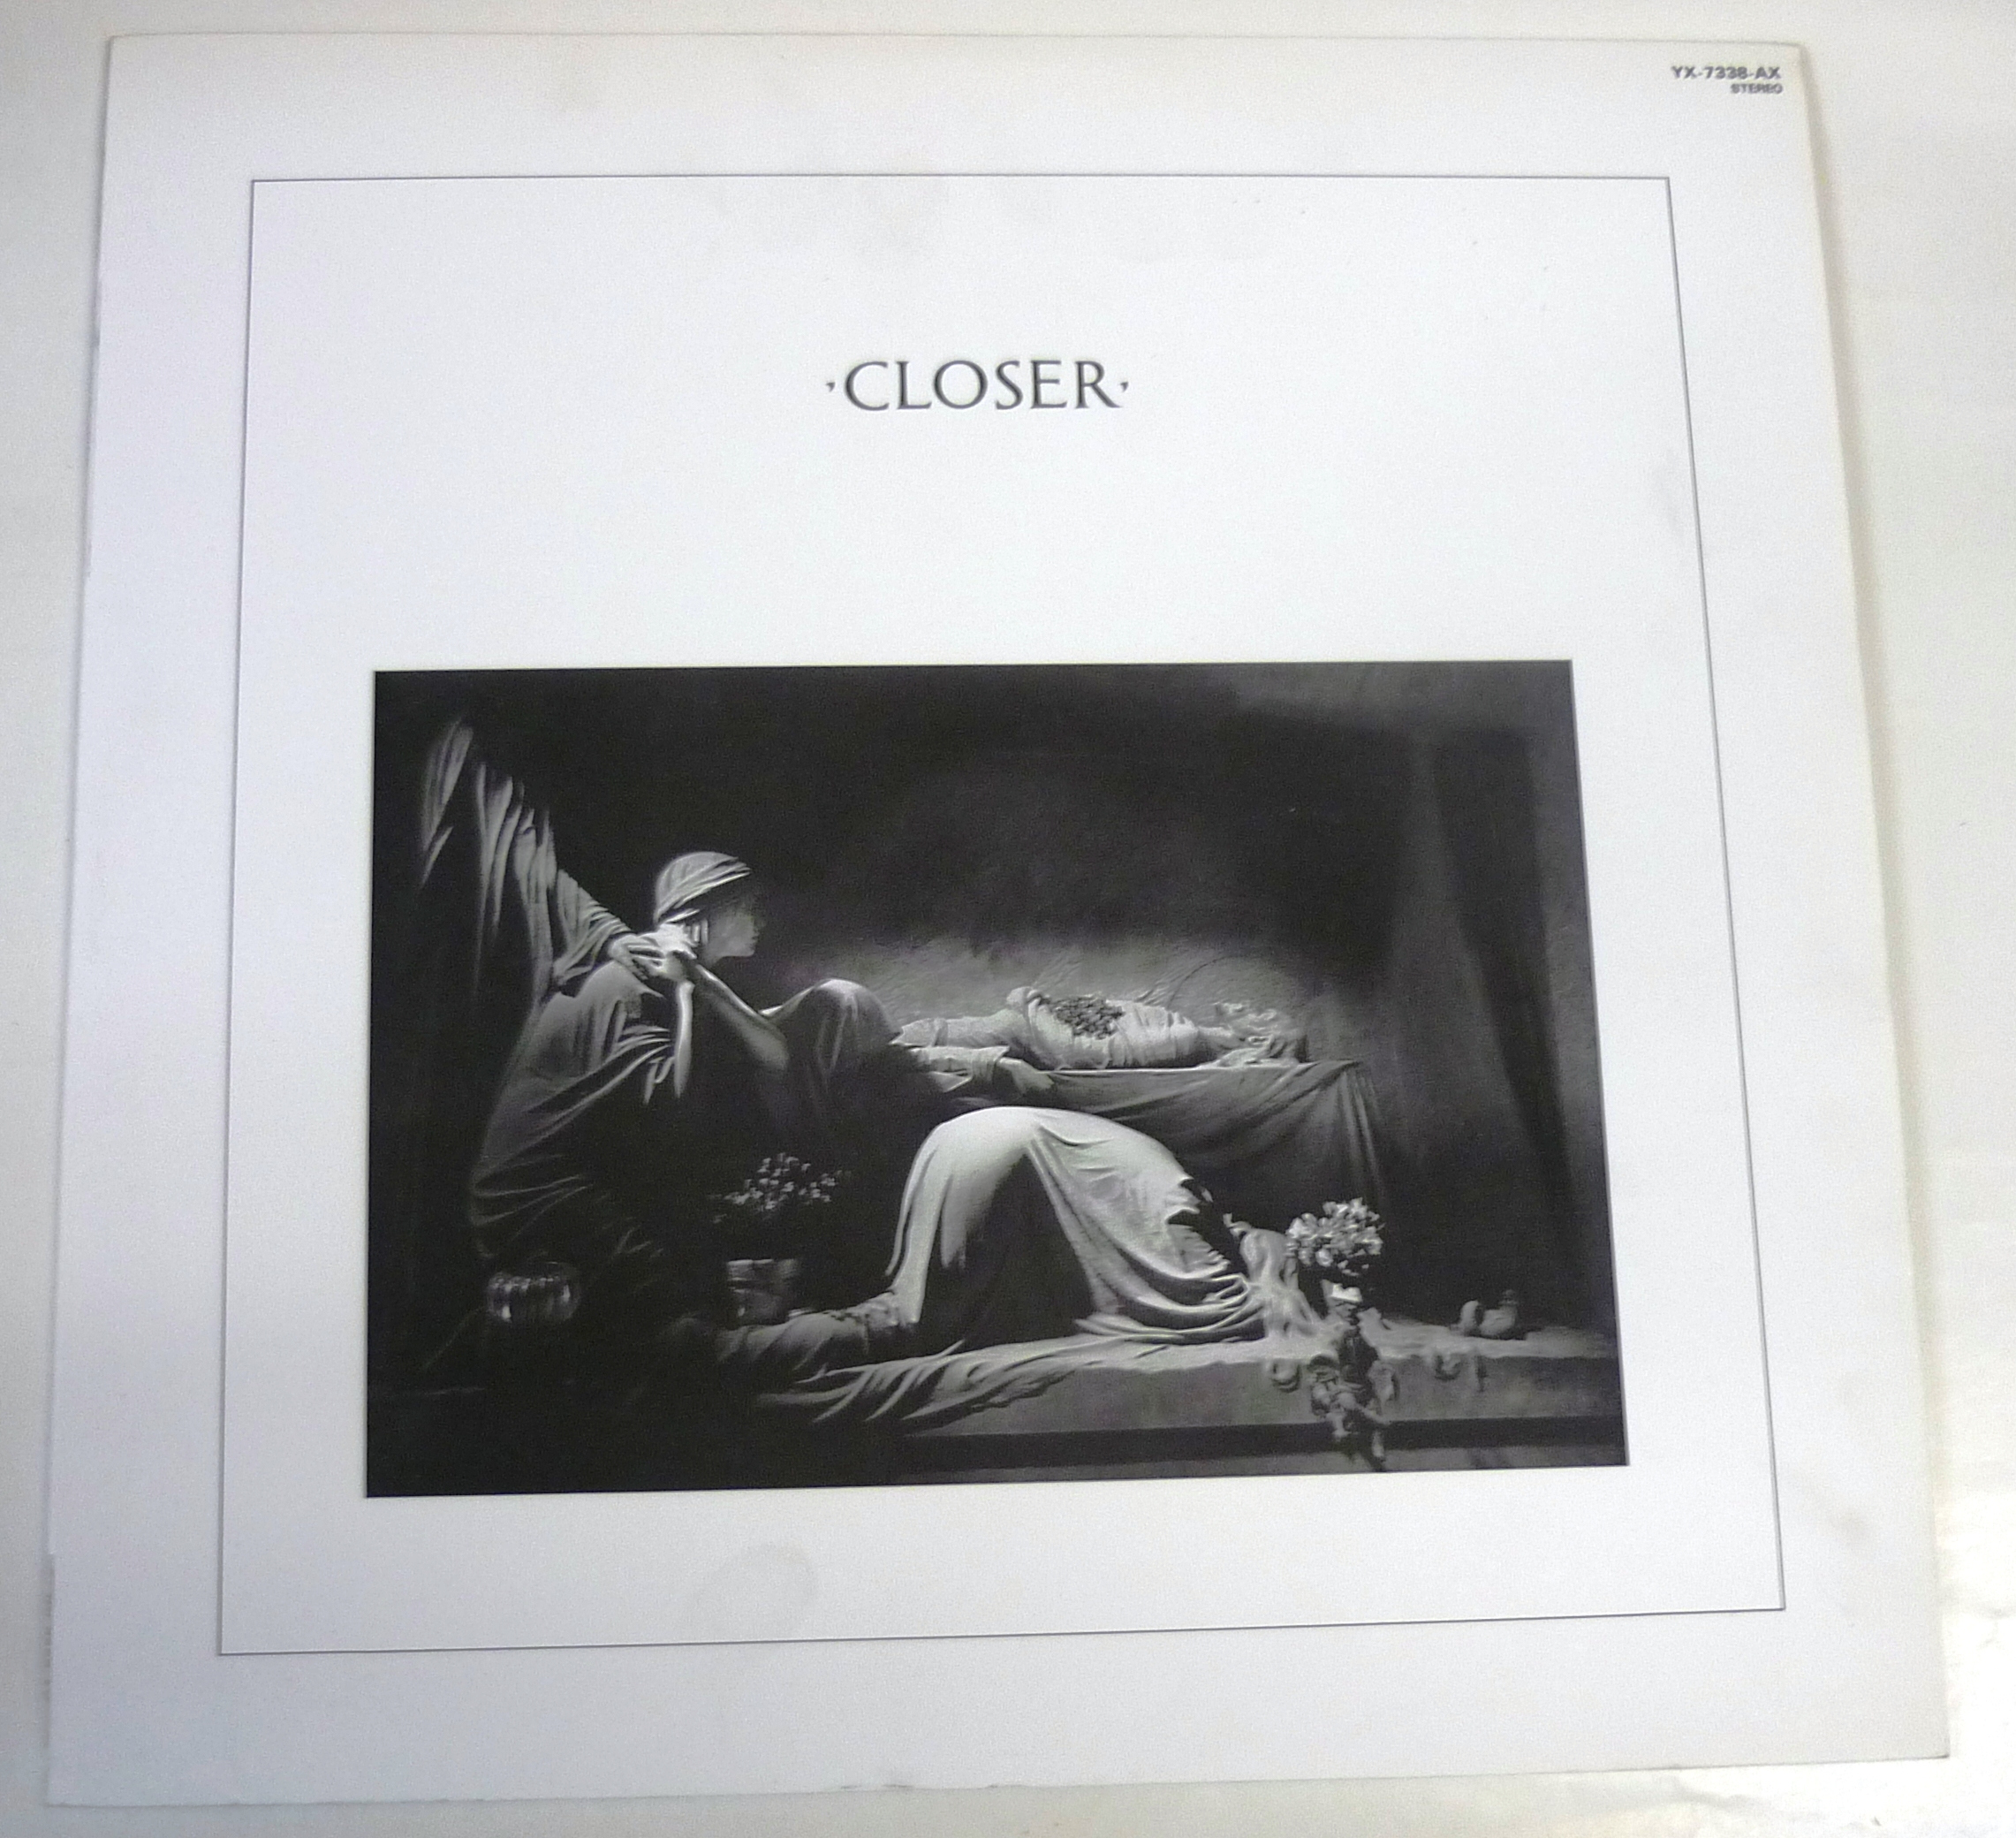 YX-7338-AX
STEREO
·CLOSER·